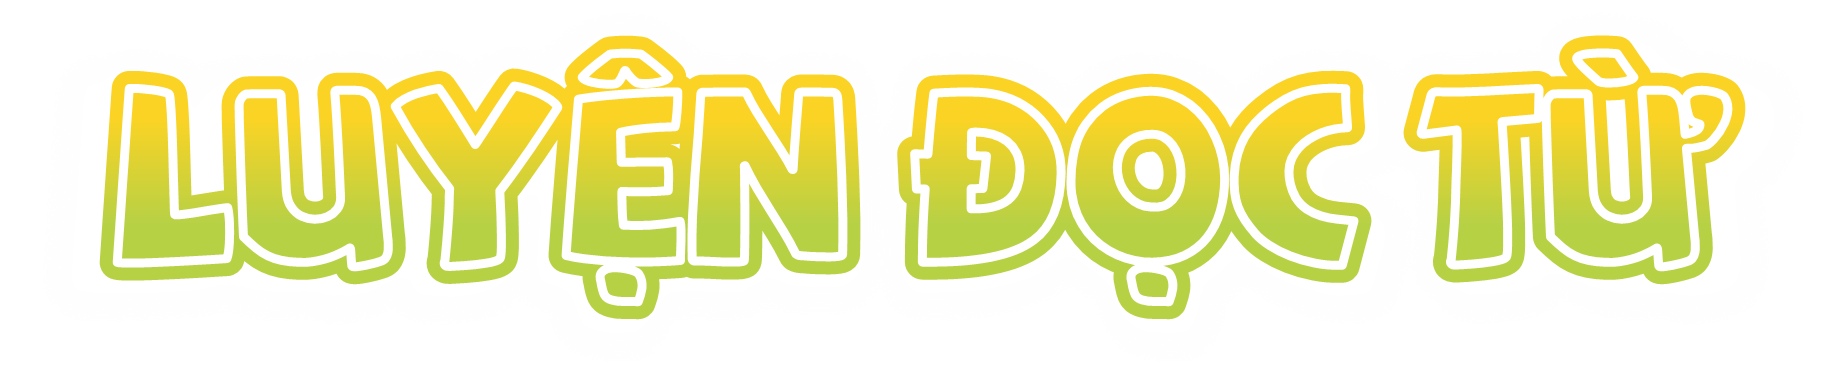 LUYỆN ĐỌC TỪ